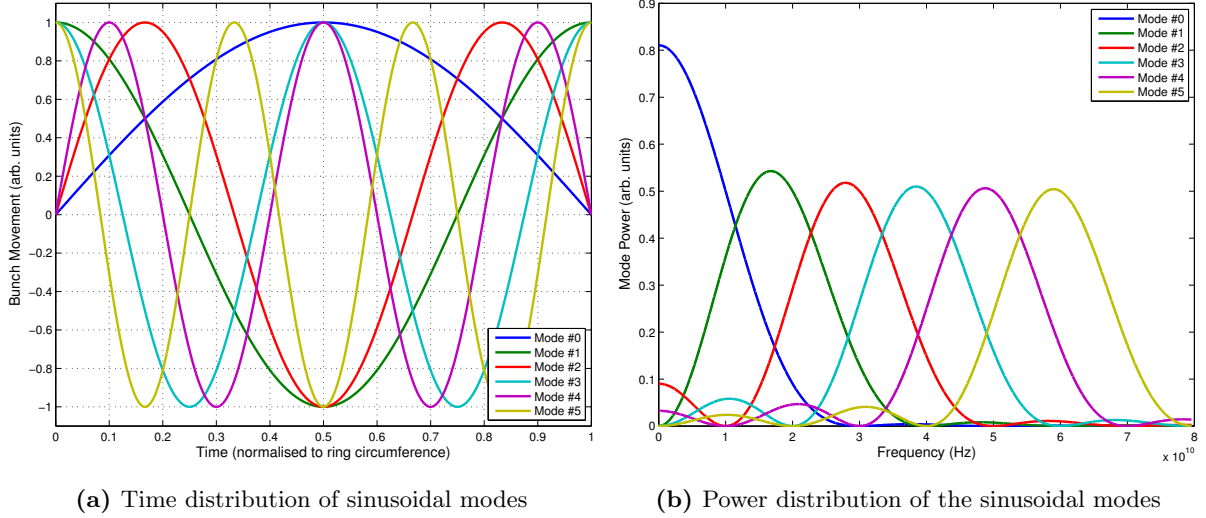 1
0.8
0.6
0.4
0.2
0
−0.2
−0.4
−0.6
−0.8
−1
Bunch Movement (arb. units)
0 0.1 0.2 0.3 0.4 0.5 0.6 0.7 0.8 0.9 1
Time (normalised to ring circumference)
Mode #0
Mode #1
Mode #2
Mode #3
Mode #4
Mode #5
(a) Time distribution of sinusoidal modes
0.9
0.8
0.7
0.6
0.5
0.4
0.3
0.2
0.1
0
Mode Power (arb. units)
0 1 2 3 4 5 6 7 8
Frequency (Hz)
x 10^10
Mode #0
Mode #1
Mode #2
Mode #3
Mode #4
Mode #5
(b) Power distribution of the sinusoidal modes